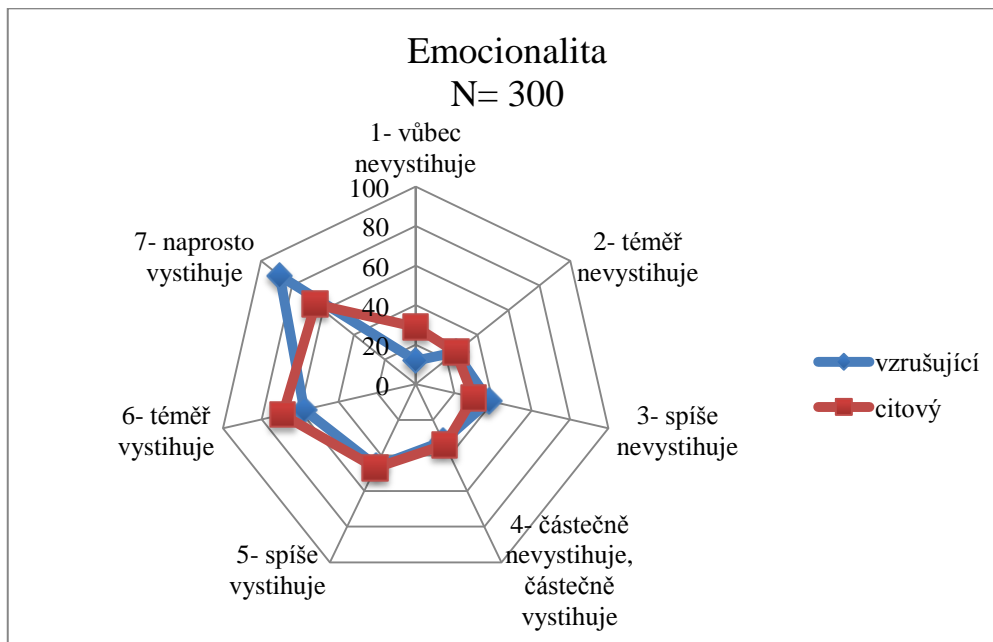 Emocionalita
N= 300
1- vůbec
nevystihuje
2- téměř
nevystihuje
3- spíše
nevystihuje
4- částečně
nevystihuje,
částečně
vystihuje
5- spíše
vystihuje
6- téměř
vystihuje
7- naprosto
vystihuje
100
80
60
40
20
0
vzrušující
citový